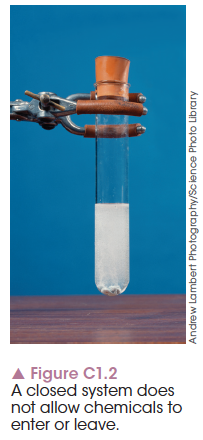 Andrew Lambert Photography/Science Photo Library
▲ Figure C1.2
A closed system does
not allow chemicals to
enter or leave.